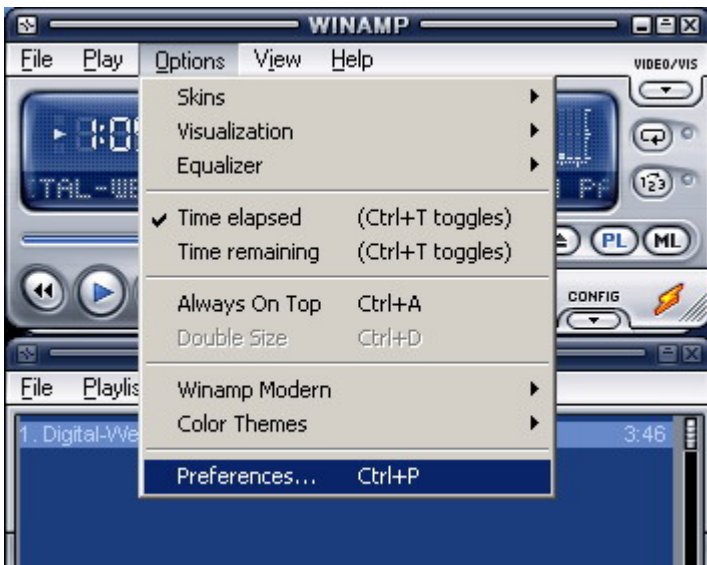 WINAMP
File Play Options View Help
VIDEO/VIS
Skins
Visualization
Equalizer
Time elapsed (Ctrl+T toggles)
Time remaining (Ctrl+T toggles)
PL ML
Always On Top Ctrl+A
CONFIG
Double Size Ctrl+D
File
Winamp Modern
Color Themes
1. 3:46
Preferences... Ctrl+P